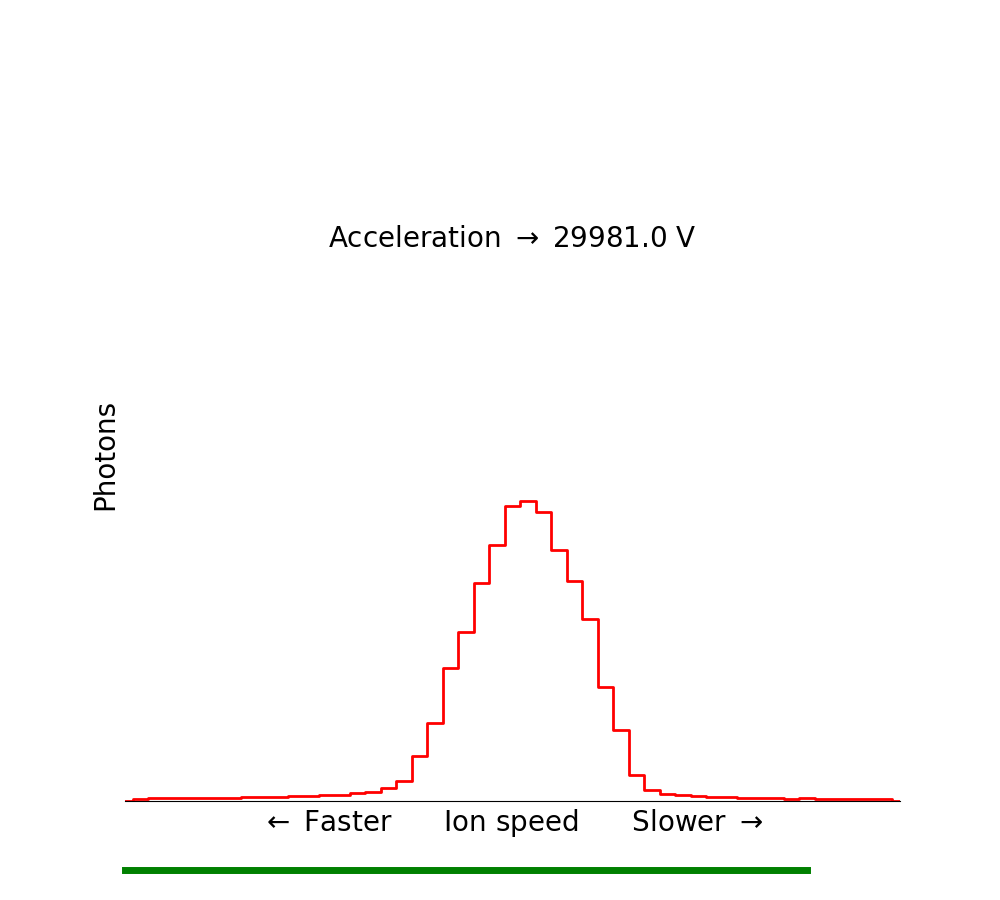 Acceleration → 29981.0 V
Photons
← Faster Ion speed Slower →